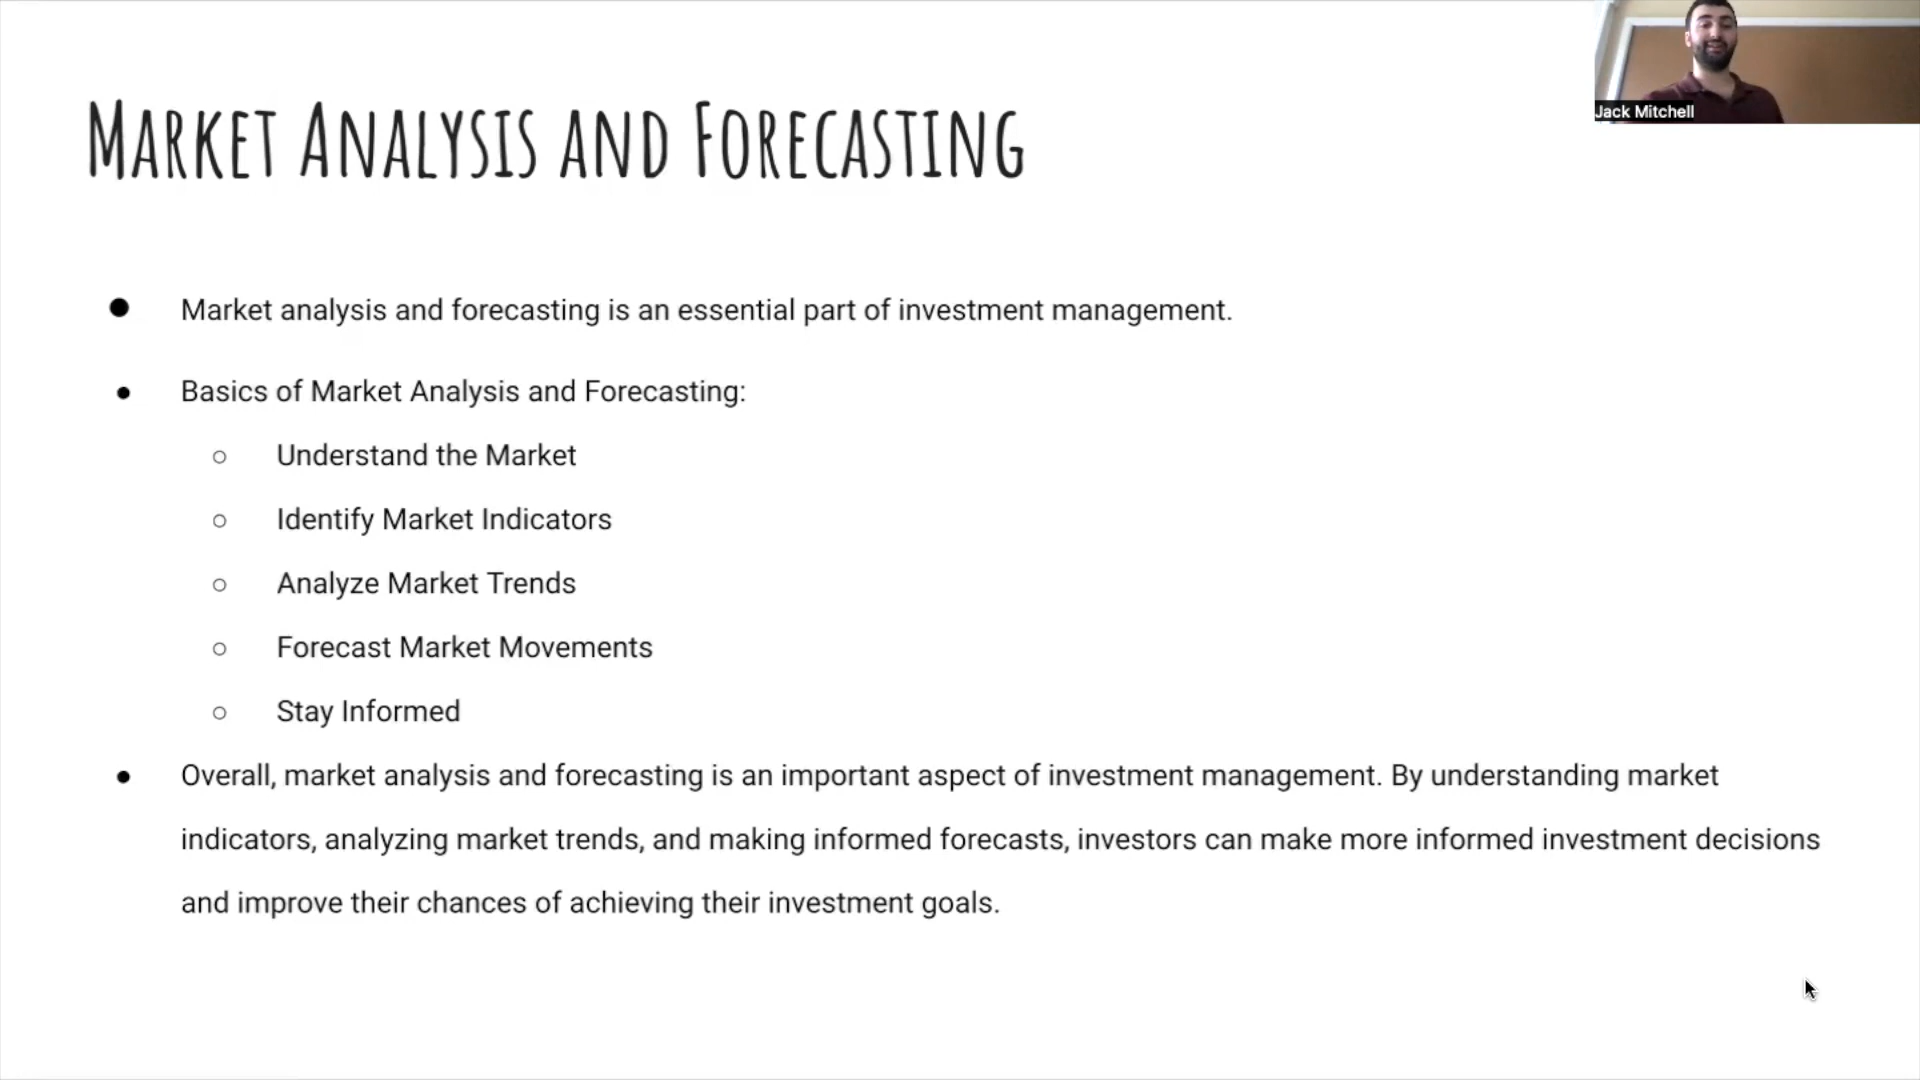 Jack Mitchell
Market Analysis and Forecasting
● Market analysis and forecasting is an essential part of investment management.
● Basics of Market Analysis and Forecasting:
○ Understand the Market
○ Identify Market Indicators
○ Analyze Market Trends
○ Forecast Market Movements
○ Stay Informed
● Overall, market analysis and forecasting is an important aspect of investment management. By understanding market
indicators, analyzing market trends, and making informed forecasts, investors can make more informed investment decisions
and improve their chances of achieving their investment goals.